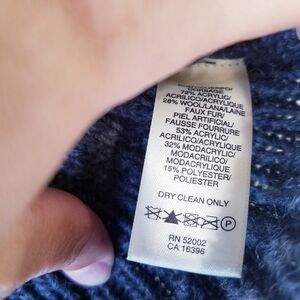 CORSAGE
72% ACRYLIC/
ACRILICO/ACRYLIQUE
28% WOOL/LANA/LAINE
FAUX FUR/
PIEL ARTIFICIAL/
FAUSSE FOURRURE
53% ACRYLIC/
ACRILICO/ACRYLIQUE
32% MODACRYLIC/
MODACRILICO/
MODACRYLIQUE
15% POLYESTER/
POLIESTER
DRY CLEAN ONLY
P
RN 52002
CA 16396